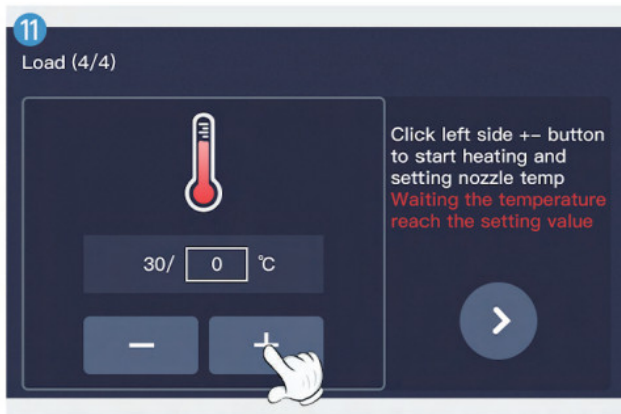 11
Load (4/4)
Click left side +- button
to start heating and
setting nozzle temp
Waiting the temperature
reach the setting value
30/ 0 ℃
− +
>